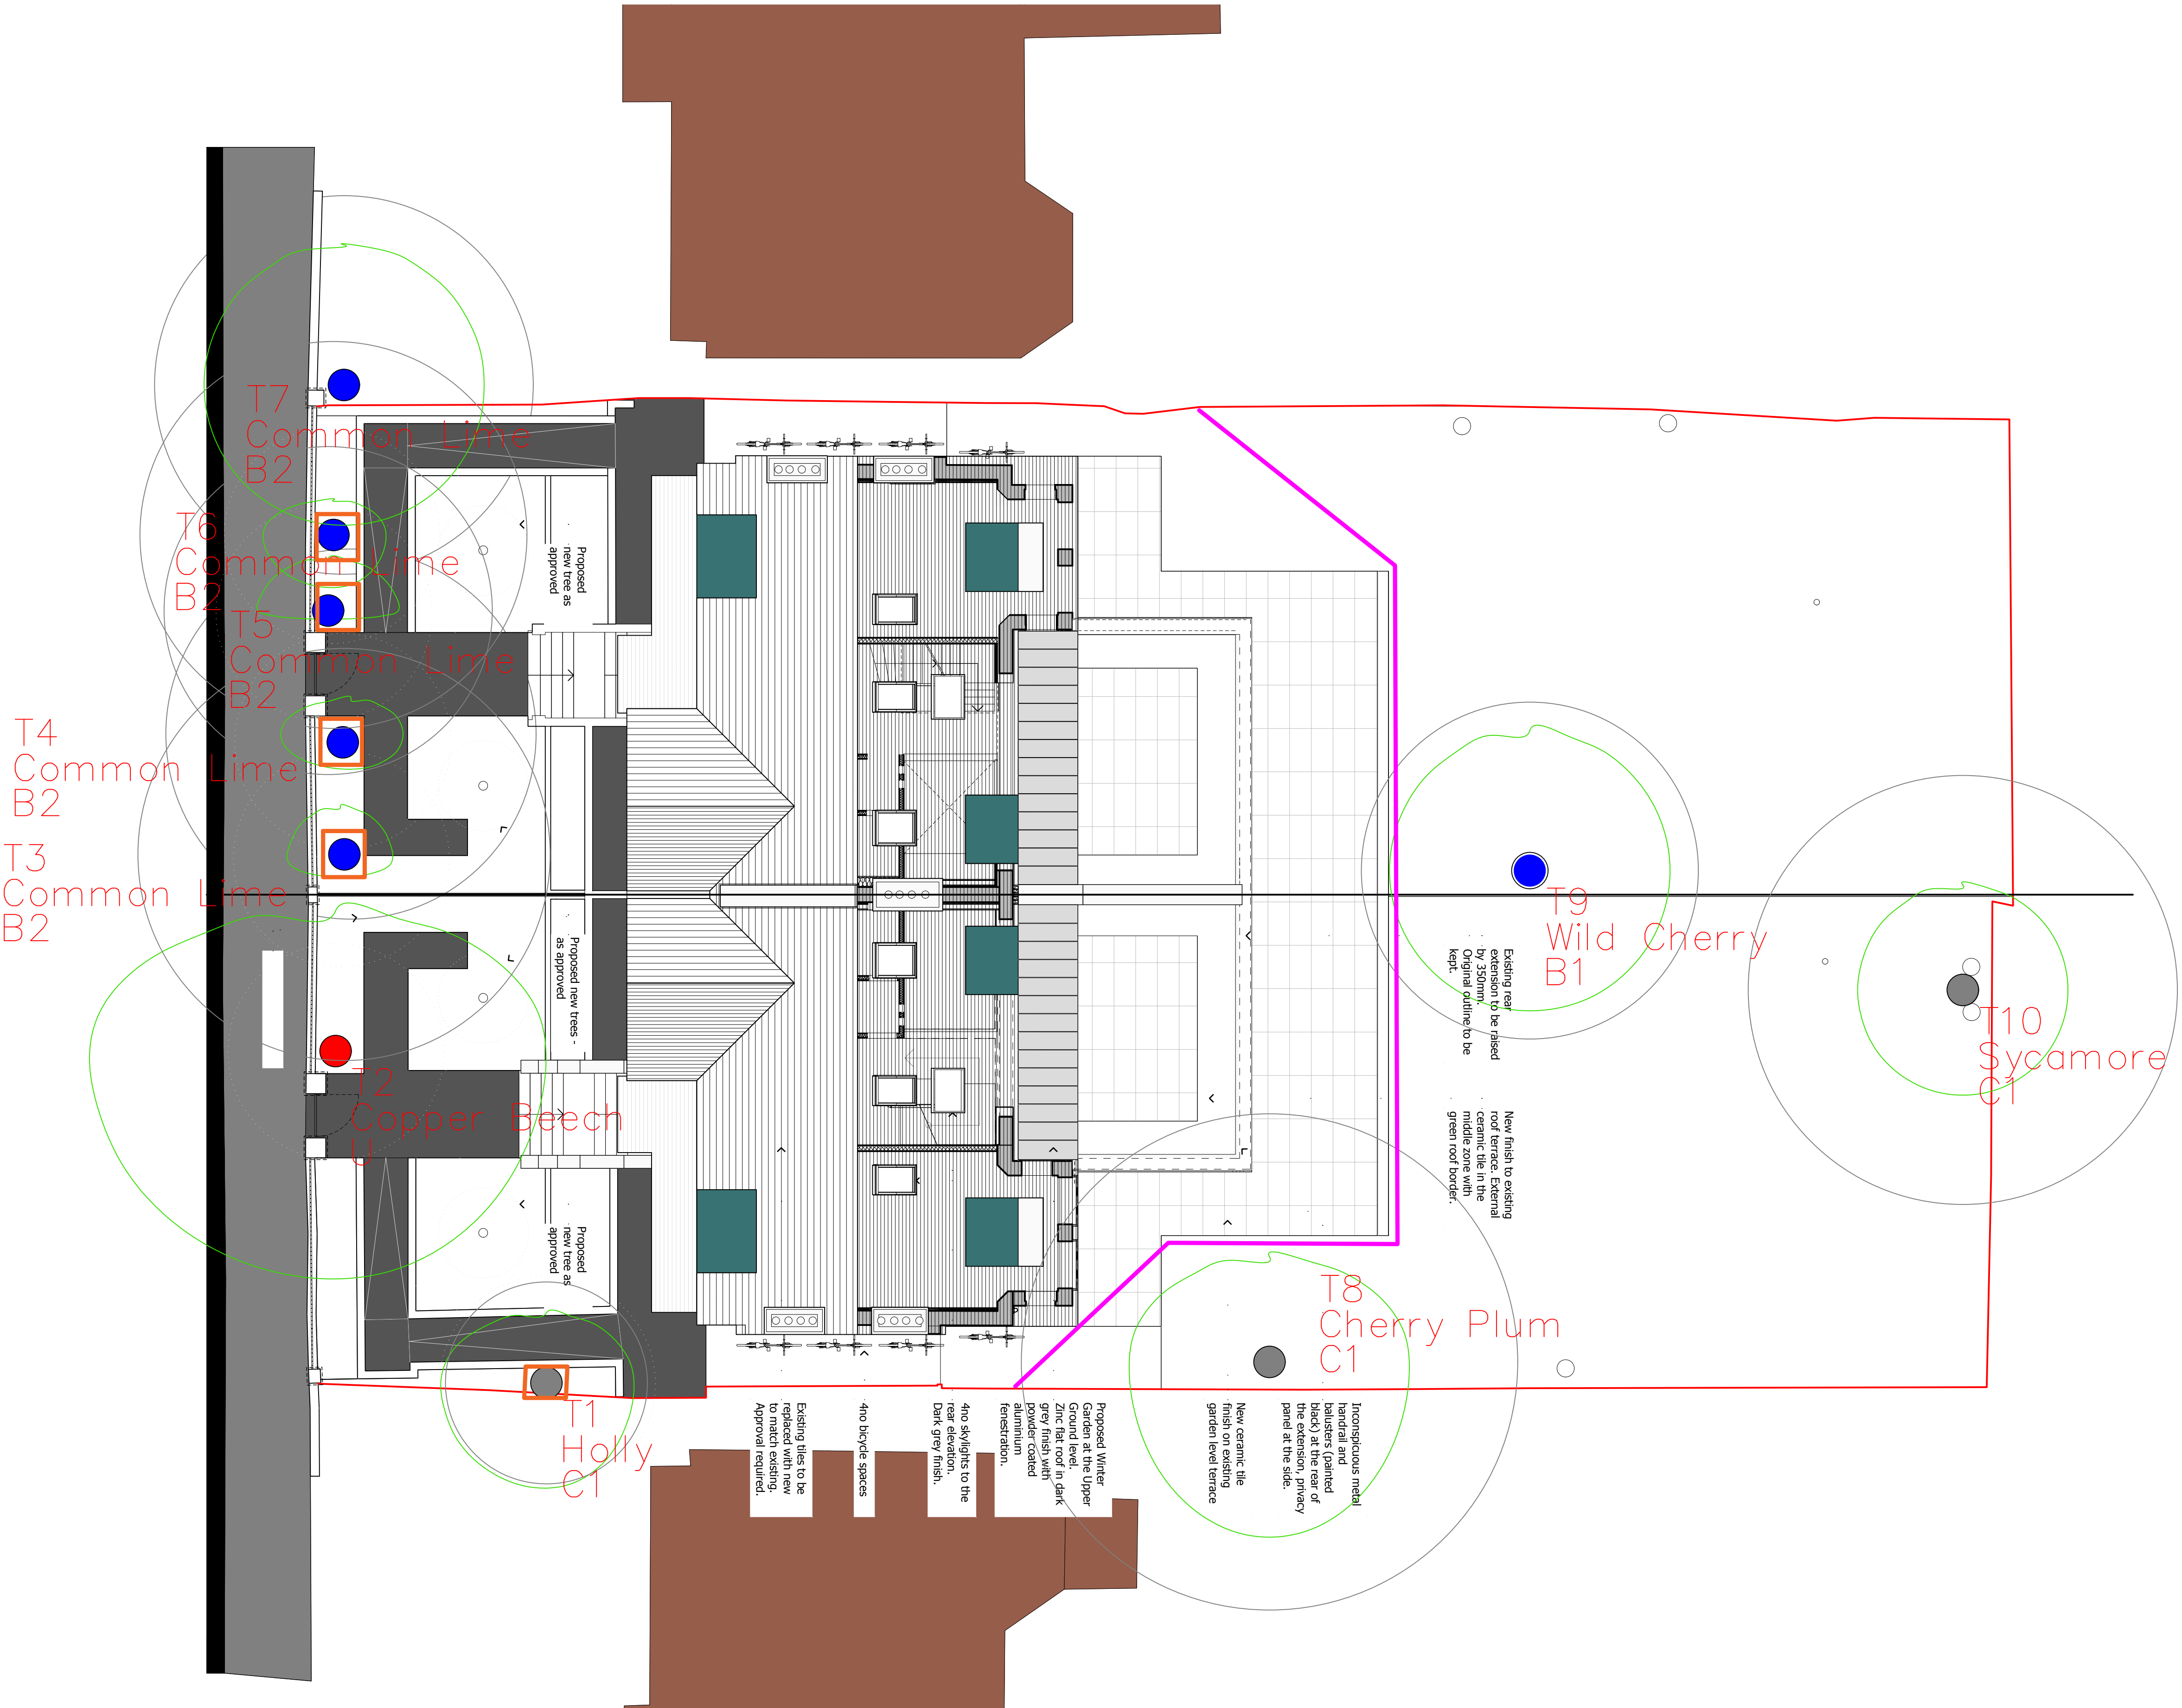 T7
Common Lime
B2
T6
Common Lime
B2
T5
Common Lime
B2
T4
Common Lime
B2
T3
Common Lime
B2
T2
Copper Beech
U
T1
Holly
C1
T8
Cherry Plum
C1
T9
Wild Cherry
B1
T10
Sycamore
C1
Proposed
new tree as
approved
Proposed new trees -
as approved
Proposed
new tree as
approved
Existing rear
extension to be raised
by 350mm.
Original outline to be
kept.
New finish to existing
roof terrace. External
ceramic tile in the
middle zone with
green roof border.
Inconspicuous metal
handrail and
balusters (painted
black) at the rear of
the extension, privacy
panel at the side.
New ceramic tile
finish on existing
garden level terrace
Proposed Winter
Garden at the Upper
Ground level.
Zinc flat roof in dark
grey finish with
powder coated
aluminium
fenestration.
4no skylights to the
rear elevation.
Dark grey finish.
4no bicycle spaces
Existing tiles to be
replaced with new
to match existing.
Approval required.